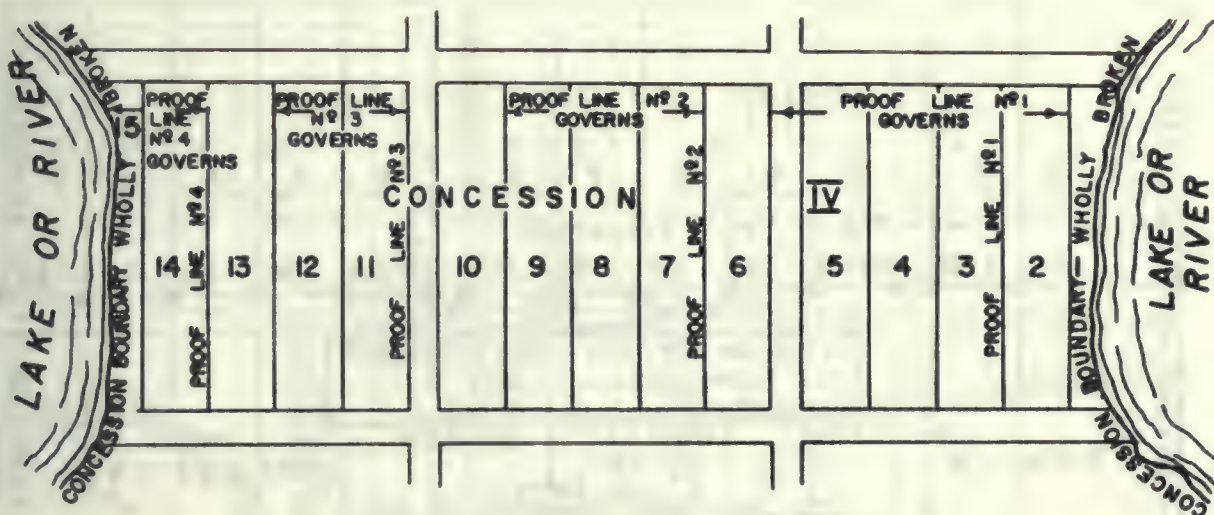 LAKE OR RIVER
BROKEN
CONCESSION BOUNDARY WHOLLY
15
PROOF
LINE
Nº 4
GOVERNS
PROOF LINE
Nº 3
GOVERNS
PROOF LINE Nº 2
GOVERNS
PROOF LINE Nº 1
GOVERNS
BROKEN
CONCESSION BOUNDARY — WHOLLY
LAKE OR
RIVER
CONCESSION
IV
14
PROOF LINE Nº 4
13
12
11
PROOF LINE Nº 3
10
9
8
7
PROOF LINE Nº 2
6
5
4
3
PROOF LINE Nº 1
2